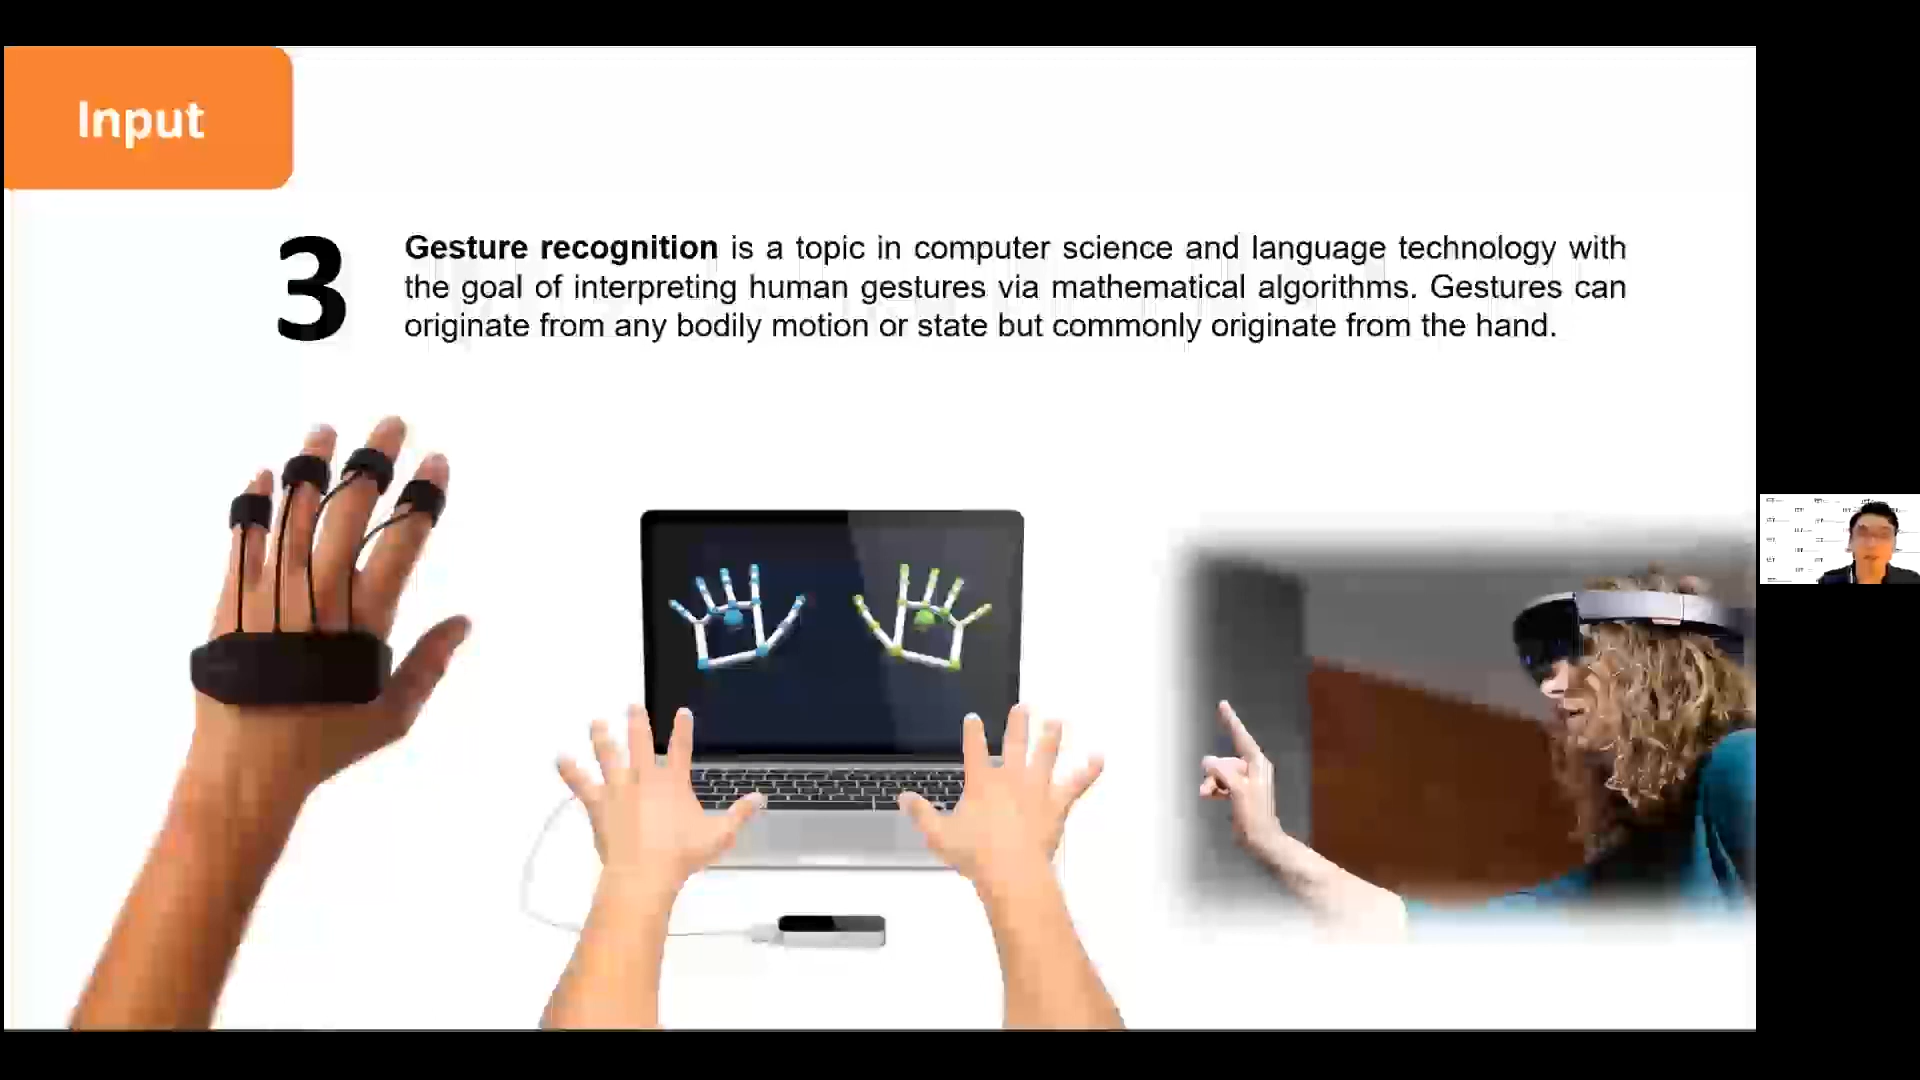 Input
3
Gesture recognition is a topic in computer science and language technology with
the goal of interpreting human gestures via mathematical algorithms. Gestures can
originate from any bodily motion or state but commonly originate from the hand.